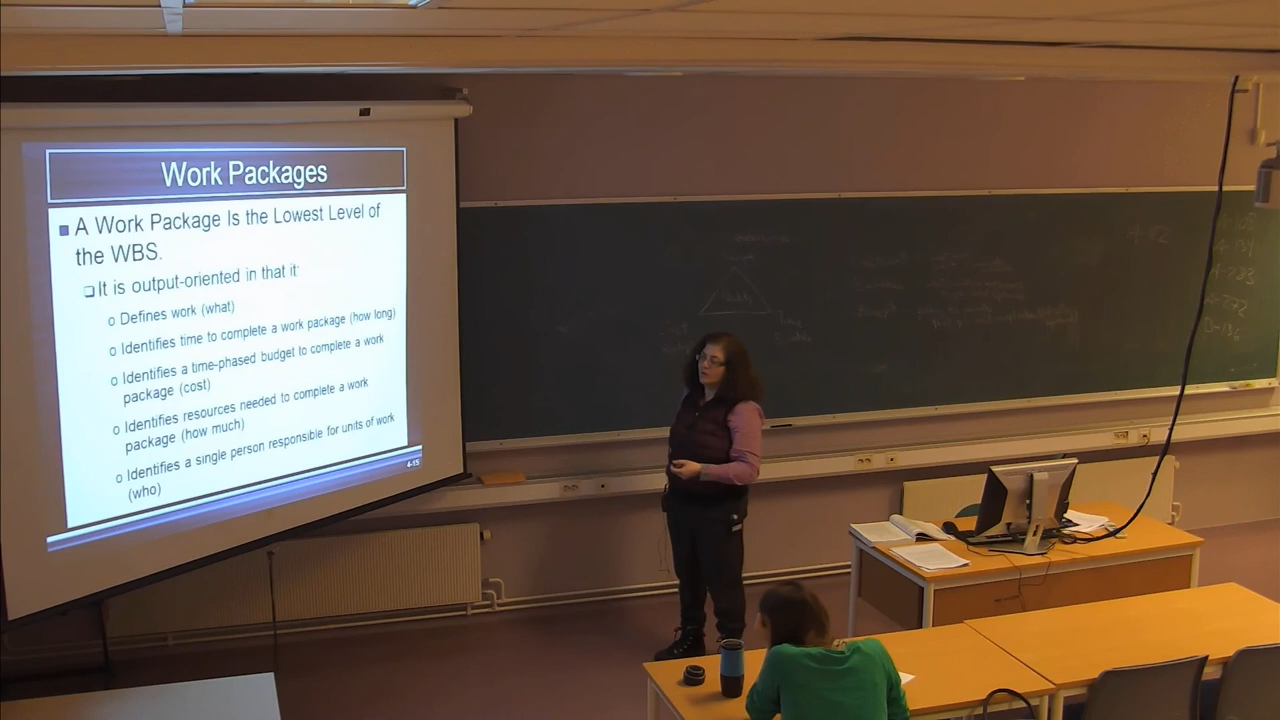 Work Packages
A Work Package Is the Lowest Level of
the WBS.
It is output-oriented in that it:
Defines work (what)
Identifies time to complete a work package (how long)
Identifies a time-phased budget to complete a work
package (cost)
Identifies resources needed to complete a work
package (how much)
Identifies a single person responsible for units of work
(who)
4-15